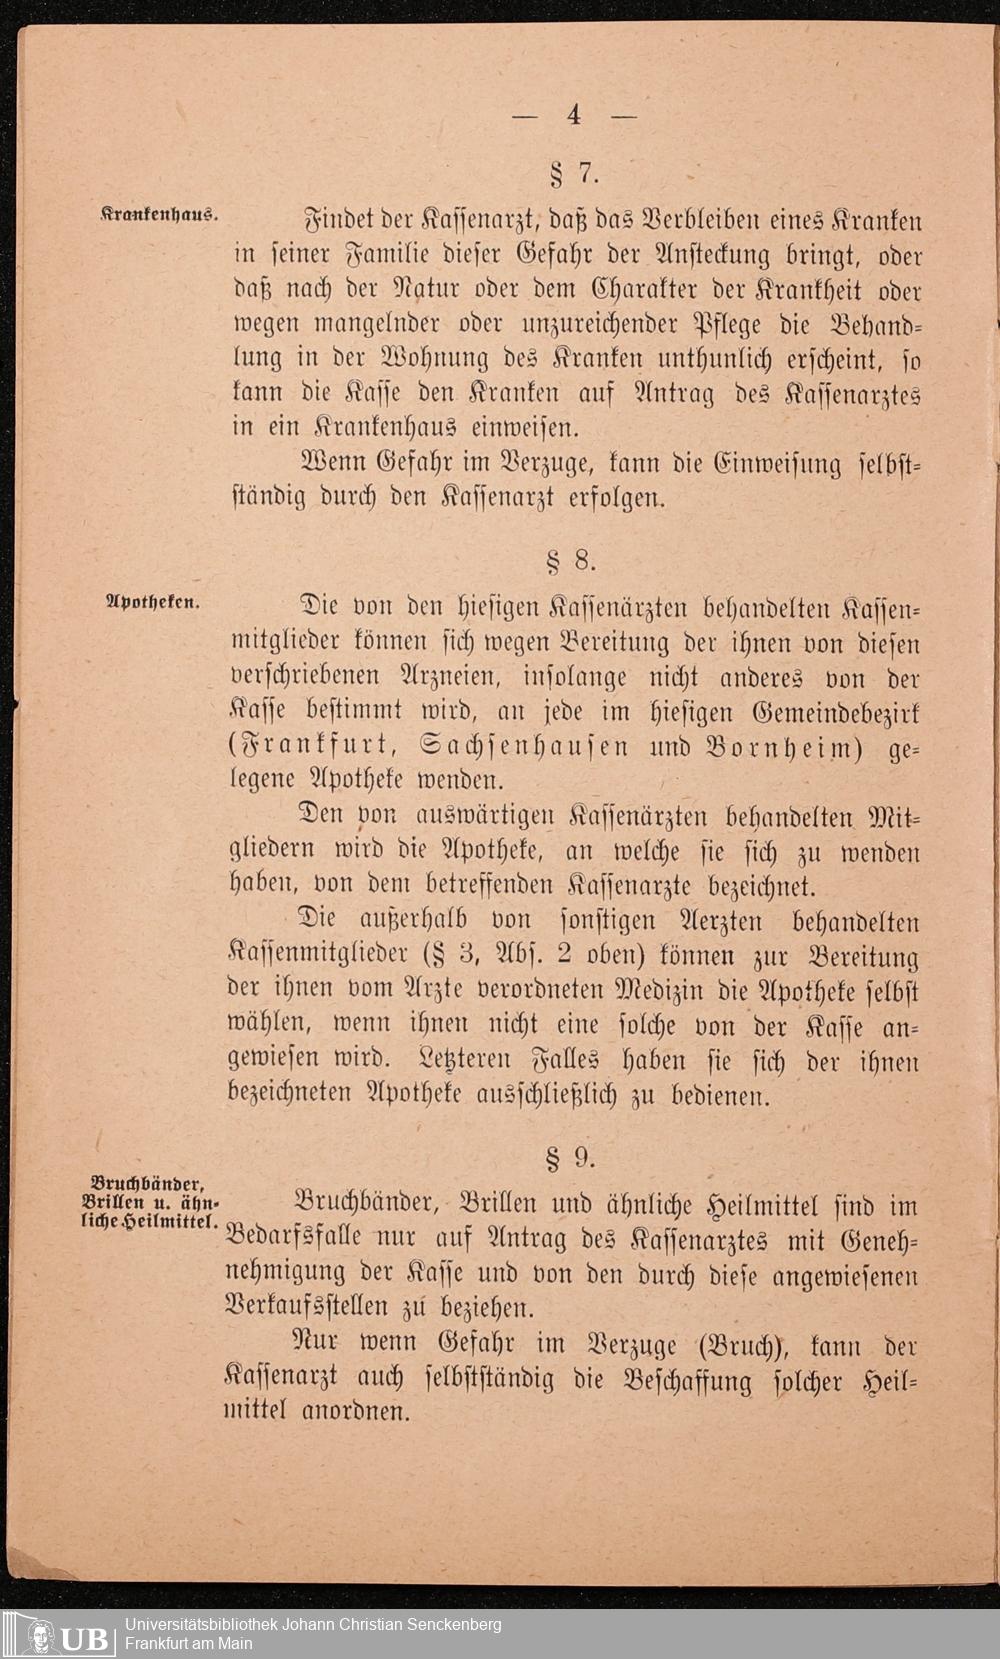 — 4 —
§ 7.
Krankenhaus.
Findet der Kassenarzt, daß das Verbleiben eines Kranken
in seiner Familie dieser Gefahr der Ansteckung bringt, oder
daß nach der Natur oder dem Charakter der Krankheit oder
wegen mangelnder oder unzureichender Pflege die Behand-
lung in der Wohnung des Kranken unthunlich erscheint, so
kann die Kasse den Kranken auf Antrag des Kassenarztes
in ein Krankenhaus einweisen.
Wenn Gefahr im Verzuge, kann die Einweisung selbst-
ständig durch den Kassenarzt erfolgen.
§ 8.
Apotheken.
Die von den hiesigen Kassenärzten behandelten Kassen-
mitglieder können sich wegen Bereitung der ihnen von diesen
verschriebenen Arzneien, insolange nicht anderes von der
Kasse bestimmt wird, an jede im hiesigen Gemeindebezirk
(Frankfurt, Sachsenhausen und Bornheim) ge-
legene Apotheke wenden.
Den von auswärtigen Kassenärzten behandelten Mit-
gliedern wird die Apotheke, an welche sie sich zu wenden
haben, von dem betreffenden Kassenarzte bezeichnet.
Die außerhalb von sonstigen Aerzten behandelten
Kassenmitglieder (§ 3, Abs. 2 oben) können zur Bereitung
der ihnen vom Arzte verordneten Medizin die Apotheke selbst
wählen, wenn ihnen nicht eine solche von der Kasse an-
gewiesen wird. Letzteren Falles haben sie sich der ihnen
bezeichneten Apotheke ausschließlich zu bedienen.
§ 9.
Bruchbänder,
Brillen u. ähn-
liche Heilmittel.
Bruchbänder, Brillen und ähnliche Heilmittel sind im
Bedarfsfalle nur auf Antrag des Kassenarztes mit Geneh-
nehmigung der Kasse und von den durch diese angewiesenen
Verkaufsstellen zu beziehen.
Nur wenn Gefahr im Verzuge (Bruch), kann der
Kassenarzt auch selbstständig die Beschaffung solcher Heil-
mittel anordnen.
UB
Universitätsbibliothek Johann Christian Senckenberg
Frankfurt am Main